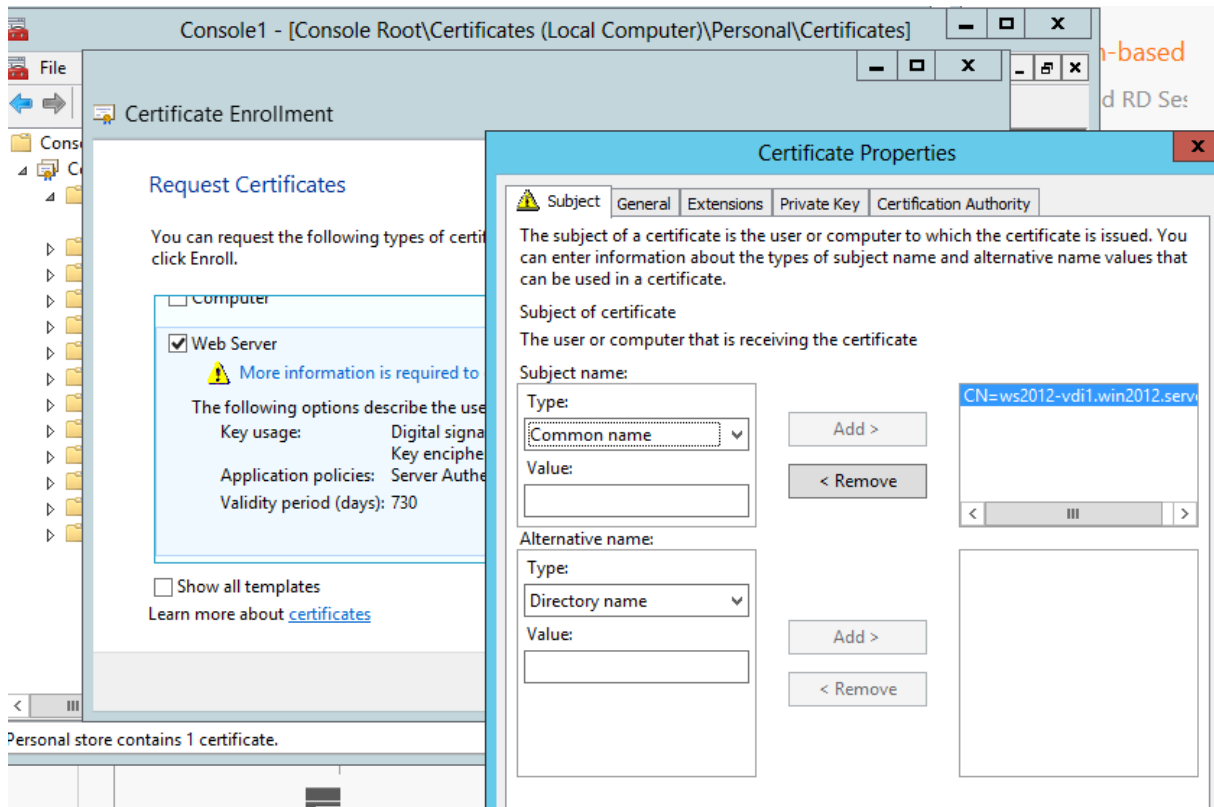 Console1 - [Console Root\Certificates (Local Computer)\Personal\Certificates]
File
Certificate Enrollment
Request Certificates
You can request the following types of
click Enroll.
Computer
Web Server
More information is required to
The following options describe the
Key usage: Digital
Key
Application policies: Server
Validity period (days): 730
Show all templates
Learn more about certificates
Personal store contains 1 certificate.
Certificate Properties
Subject General Extensions Private Key Certification Authority
The subject of a certificate is the user or computer to which the certificate is issued. You
can enter information about the types of subject name and alternative name values that
can be used in a certificate.
Subject of certificate
The user or computer that is receiving the certificate
Subject name:
Type:
Common name
Value:
Add >
< Remove
CN=ws2012-vdi1.win2012.serv
Alternative name:
Type:
Directory name
Value:
Add >
< Remove
-based
d RD Ses